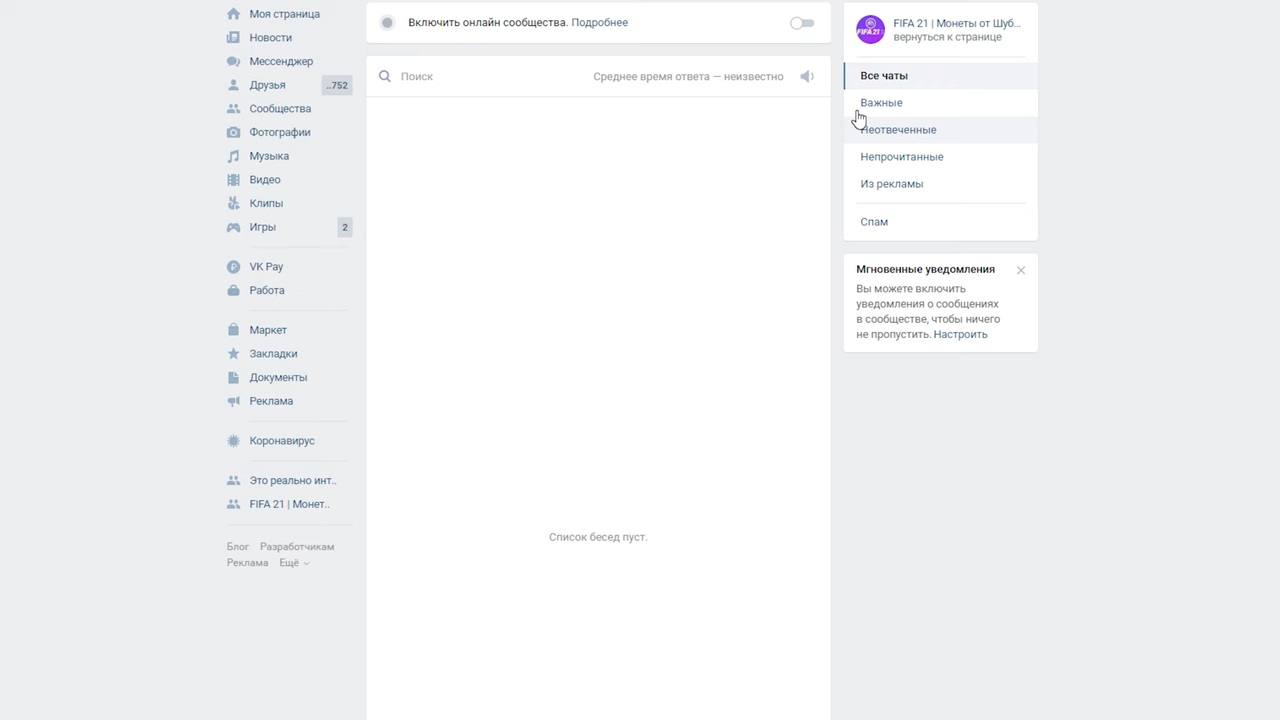 Моя страница
Новости
Мессенджер
Друзья
..752
Сообщества
Фотографии
Музыка
Видео
Клипы
Игры
2
VK Pay
Работа
Маркет
Закладки
Документы
Реклама
Коронавирус
Это реально инт..
FIFA 21 | Монет..
Блог Разработчикам
Реклама Ещё
Включить онлайн сообщества. Подробнее
Поиск
Среднее время ответа — неизвестно
Список бесед пуст.
FIFA 21
FIFA 21 | Монеты от Шуб...
вернуться к странице
Все чаты
Важные
Неотвеченные
Непрочитанные
Из рекламы
Спам
Мгновенные уведомления
Вы можете включить
уведомления о сообщениях
в сообществе, чтобы ничего
не пропустить. Настроить